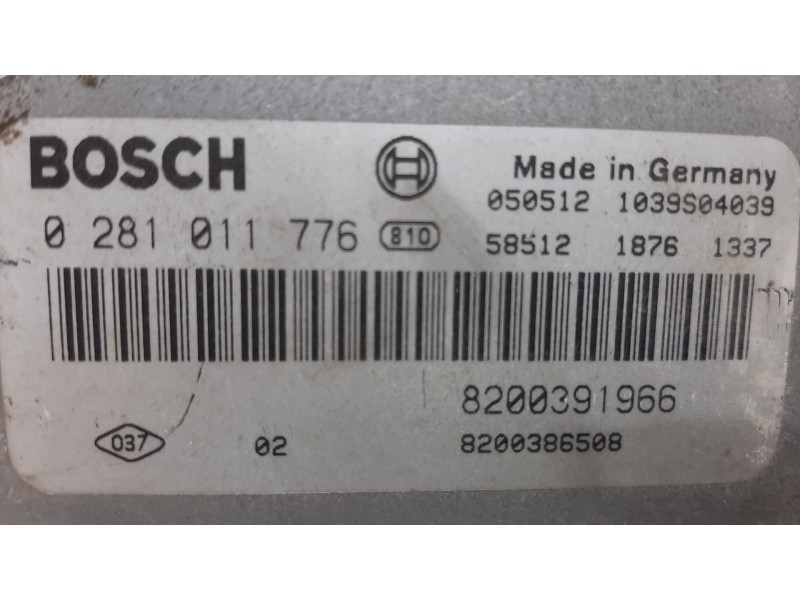 BOSCH
Made in Germany
050512 1039S04039
0 281 011 776 810
58512 1876 1337
8200391966
037 02 8200386508